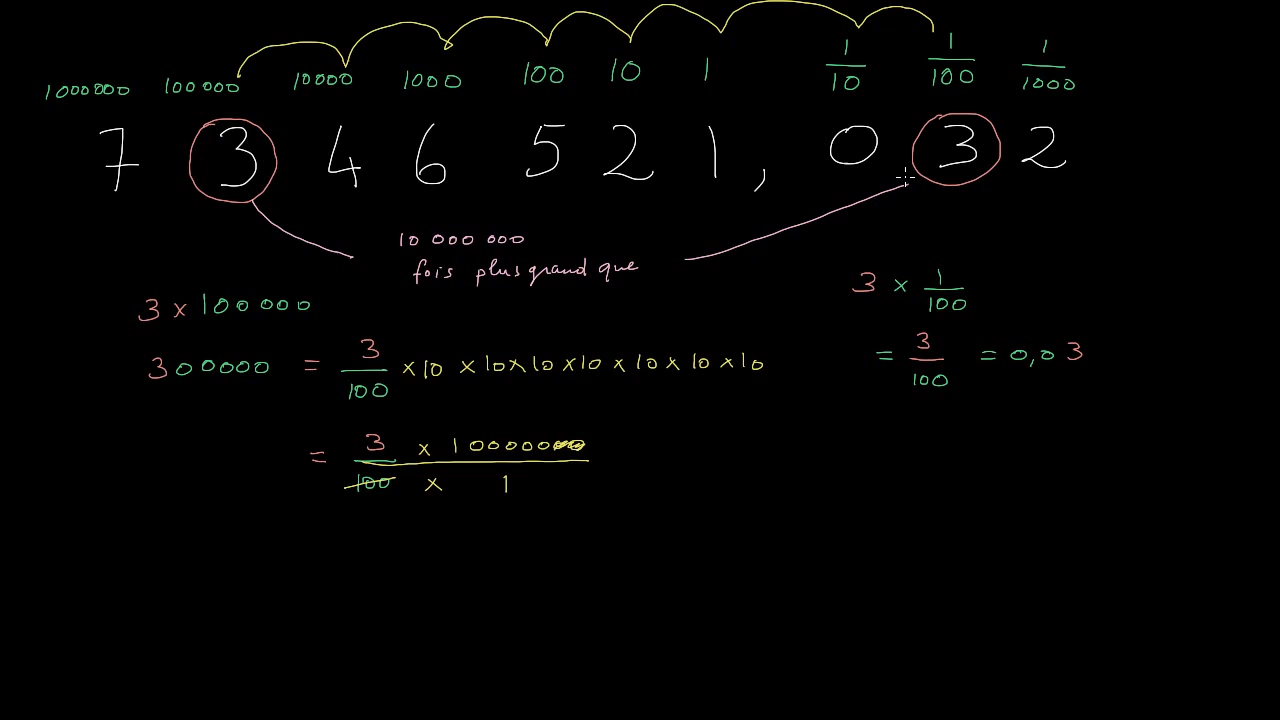 1000000 100000 10000 1000 100 10 1 1/10 1/100 1/1000
7 3 4 6 5 2 1, 0 3 2
10 000 000
fois plus grand que
3 × 1/100
3 × 100000
300000 = 3/100 × 10 × 10 × 10 × 10 × 10 × 10 × 10
= 3/100 = 0,03
= 3 × 10000000
100 × 1